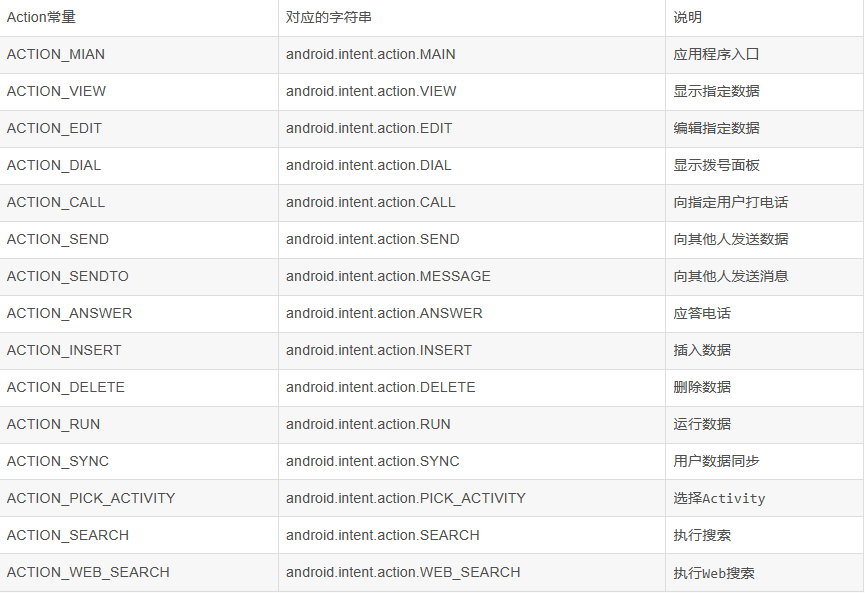 Action常量 对应的字符串 说明
ACTION_MIAN android.intent.action.MAIN 应用程序入口
ACTION_VIEW android.intent.action.VIEW 显示指定数据
ACTION_EDIT android.intent.action.EDIT 编辑指定数据
ACTION_DIAL android.intent.action.DIAL 显示拨号面板
ACTION_CALL android.intent.action.CALL 向指定用户打电话
ACTION_SEND android.intent.action.SEND 向其他人发送数据
ACTION_SENDTO android.intent.action.MESSAGE 向其他人发送消息
ACTION_ANSWER android.intent.action.ANSWER 应答电话
ACTION_INSERT android.intent.action.INSERT 插入数据
ACTION_DELETE android.intent.action.DELETE 删除数据
ACTION_RUN android.intent.action.RUN 运行数据
ACTION_SYNC android.intent.action.SYNC 用户数据同步
ACTION_PICK_ACTIVITY android.intent.action.PICK_ACTIVITY 选择Activity
ACTION_SEARCH android.intent.action.SEARCH 执行搜索
ACTION_WEB_SEARCH android.intent.action.WEB_SEARCH 执行Web搜索